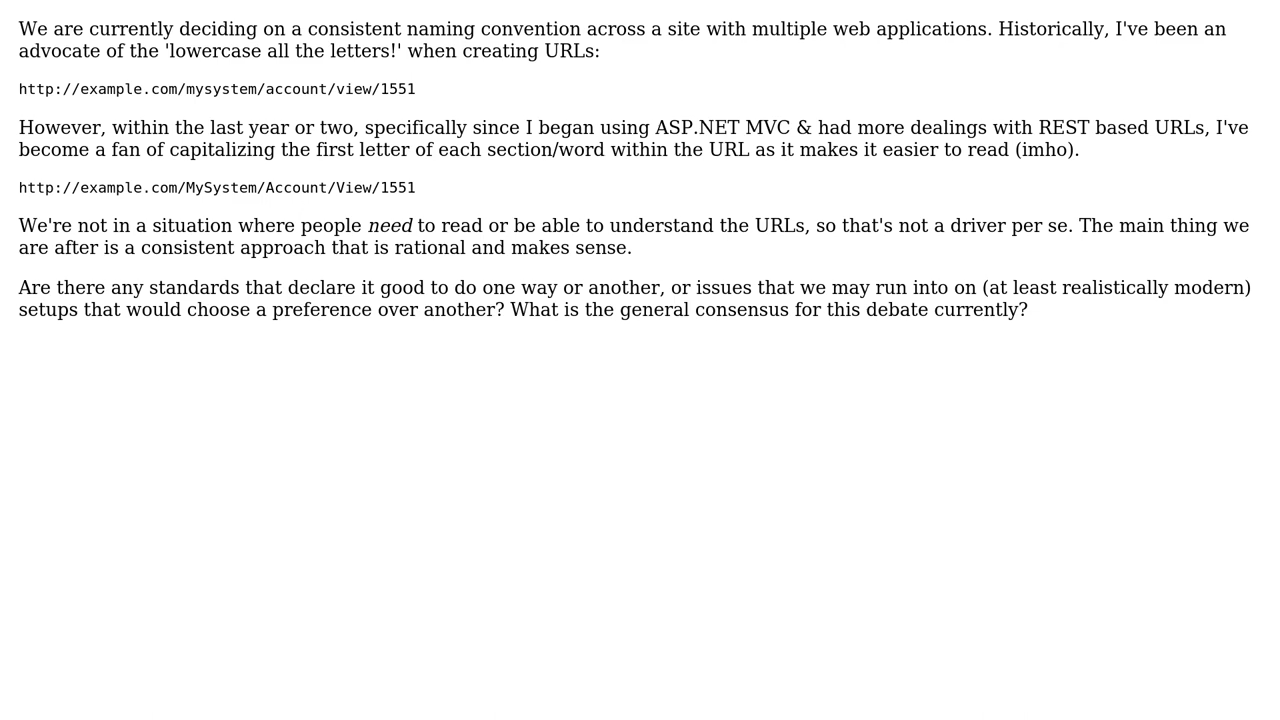 We are currently deciding on a consistent naming convention across a site with multiple web applications. Historically, I've been an
advocate of the 'lowercase all the letters!' when creating URLs:
http://example.com/mysystem/account/view/1551
However, within the last year or two, specifically since I began using ASP.NET MVC & had more dealings with REST based URLs, I've
become a fan of capitalizing the first letter of each section/word within the URL as it makes it easier to read (imho).
http://example.com/MySystem/Account/View/1551
We're not in a situation where people need to read or be able to understand the URLs, so that's not a driver per se. The main thing we
are after is a consistent approach that is rational and makes sense.
Are there any standards that declare it good to do one way or another, or issues that we may run into on (at least realistically modern)
setups that would choose a preference over another? What is the general consensus for this debate currently?